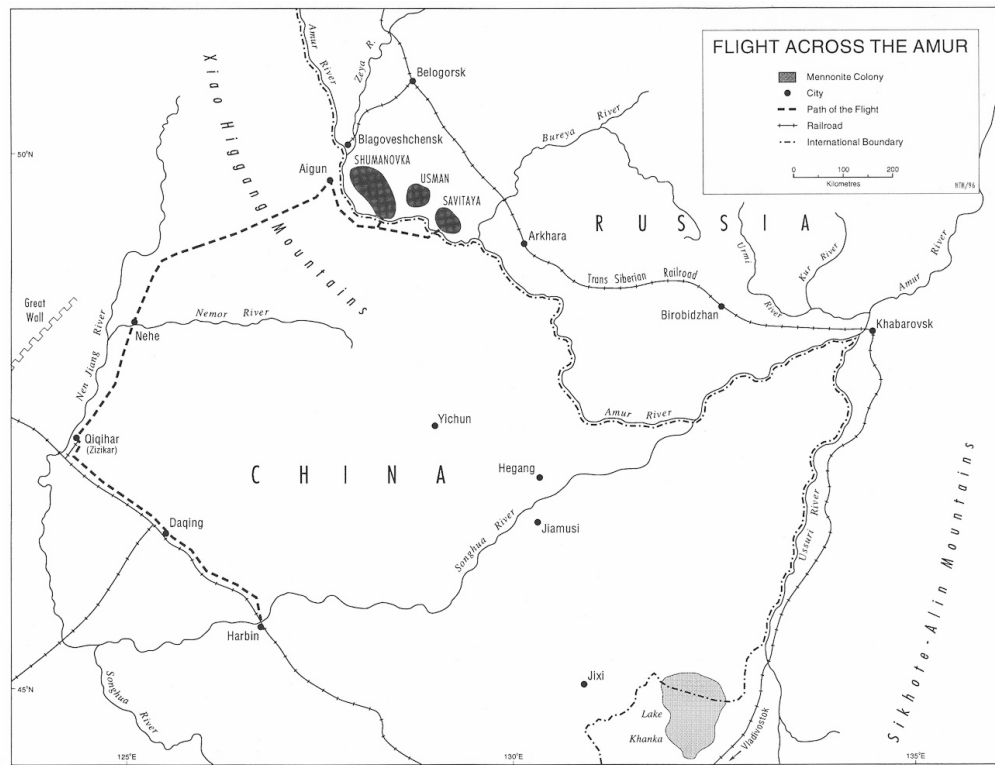 FLIGHT ACROSS THE AMUR
Mennonite Colony
City
Path of the Flight
Railroad
International Boundary
0 100 200
Kilometres
NTH/96
Amur River
Zeya R.
Belogorsk
Xiao Higgang Mountains
Blagoveshchensk
Bureya River
50°N
Aigun
SHUMANOVKA
USMAN
SAVITAYA
RUSSIA
Arkhara
Urmi River
Kur River
Amur River
Trans Siberian Railroad
Birobidzhan
Khabarovsk
Great
Wall
Nen Jiang River
Nemor River
Nehe
Amur River
Yichun
Qiqihar
(Zizikar)
CHINA
Hegang
Jiamusi
Songhua River
Ussuri River
Daqing
Sikhote-Alin Mountains
Harbin
Jixi
45°N
Songhua River
Lake
Khanka
Vladivostok
125°E
130°E
135°E